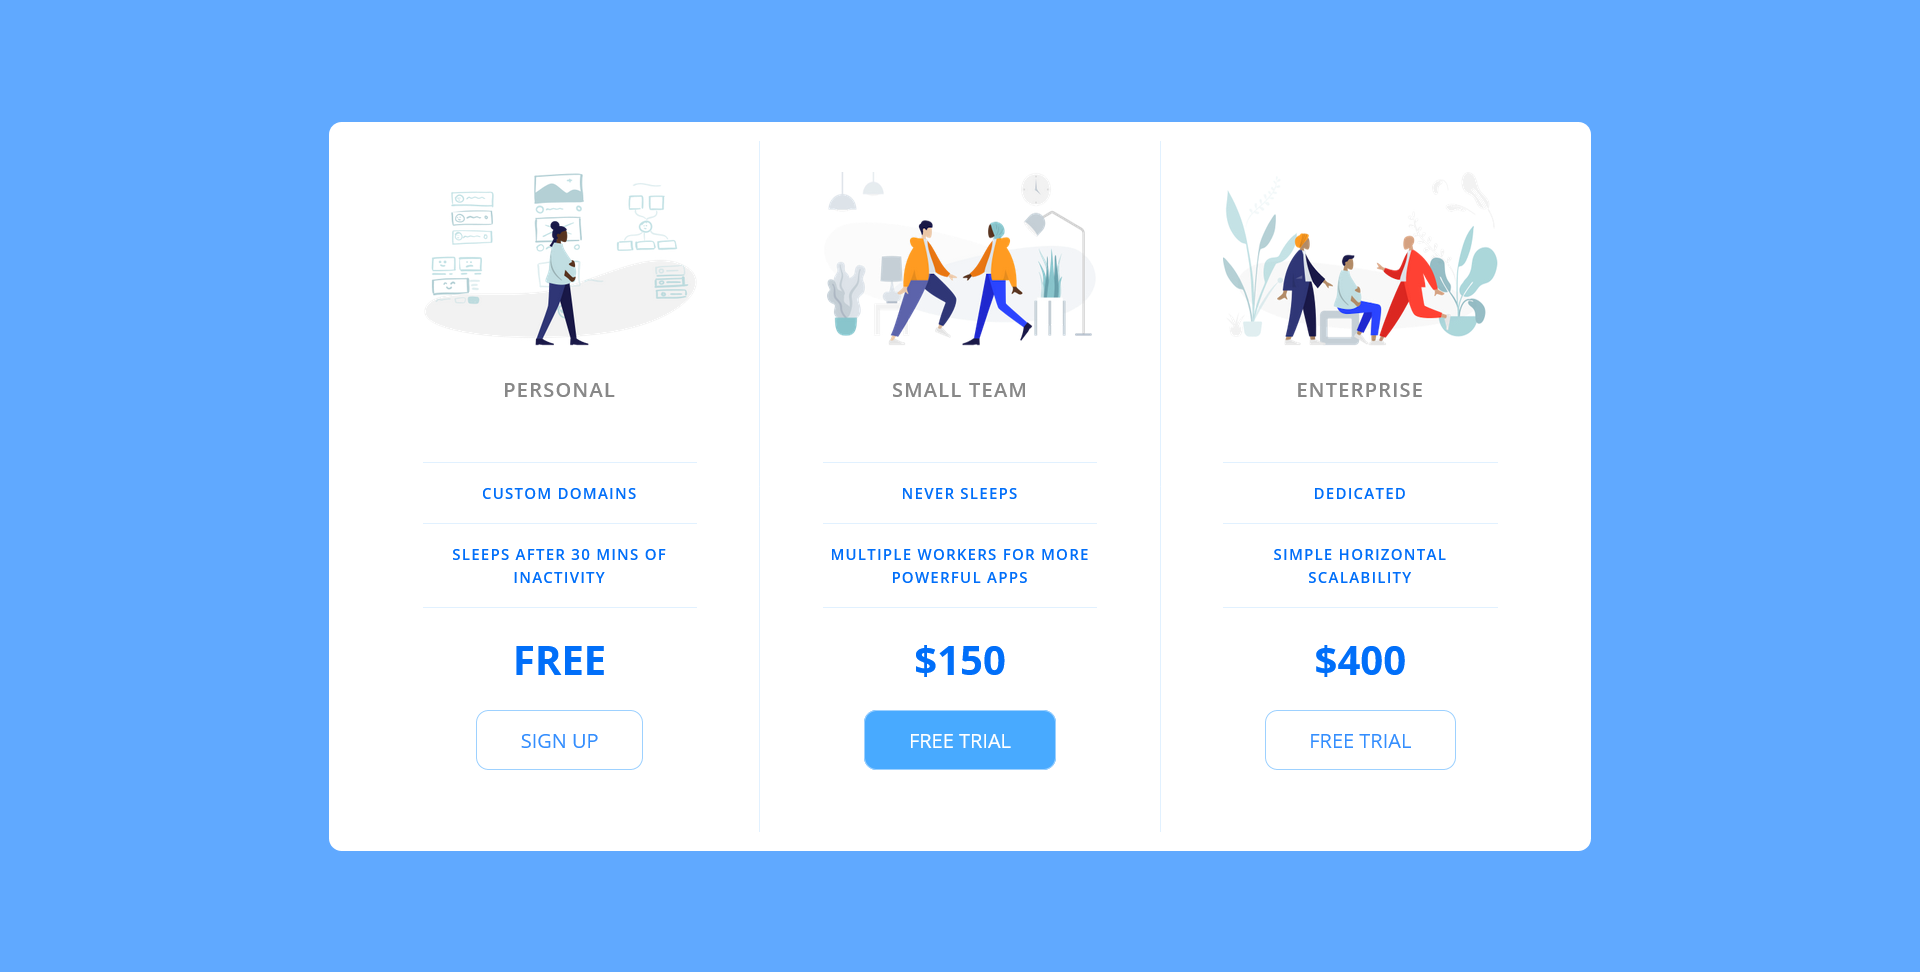 PERSONAL
CUSTOM DOMAINS
SLEEPS AFTER 30 MINS OF
INACTIVITY
FREE
SIGN UP
SMALL TEAM
NEVER SLEEPS
MULTIPLE WORKERS FOR MORE
POWERFUL APPS
$150
FREE TRIAL
ENTERPRISE
DEDICATED
SIMPLE HORIZONTAL
SCALABILITY
$400
FREE TRIAL